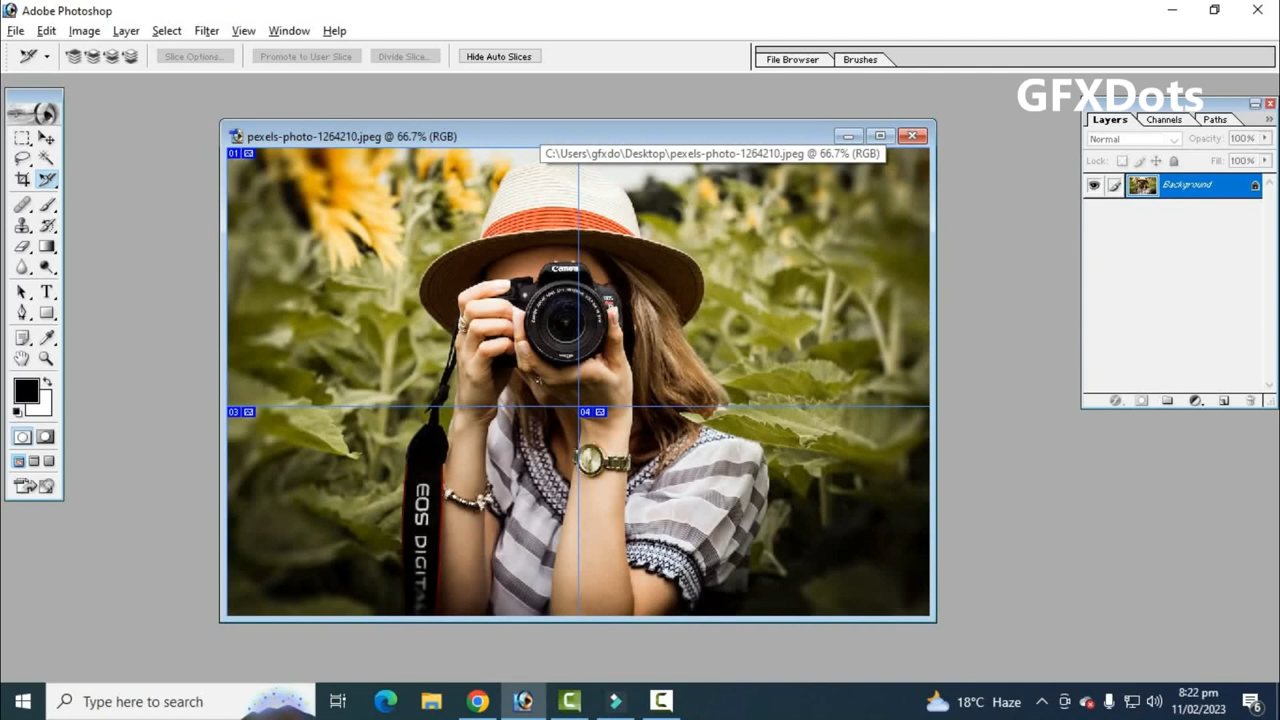 Adobe Photoshop
File Edit Image Layer Select Filter View Window Help
Slice Options... Promote to User Slice Divide Slice... Hide Auto Slices File Browser Brushes
GFXDots
Layers Channels Paths
pexels-photo-1264210.jpeg @ 66.7% (RGB)
Normal Opacity: 100%
C:\Users\gfxdo\Desktop\pexels-photo-1264210.jpeg @ 66.7% (RGB)
01
Lock: Fill: 100%
Background
Canon
03 04
EOS DIGITAL
Type here to search
18°C Haze
8:22 pm
11/02/2023
6